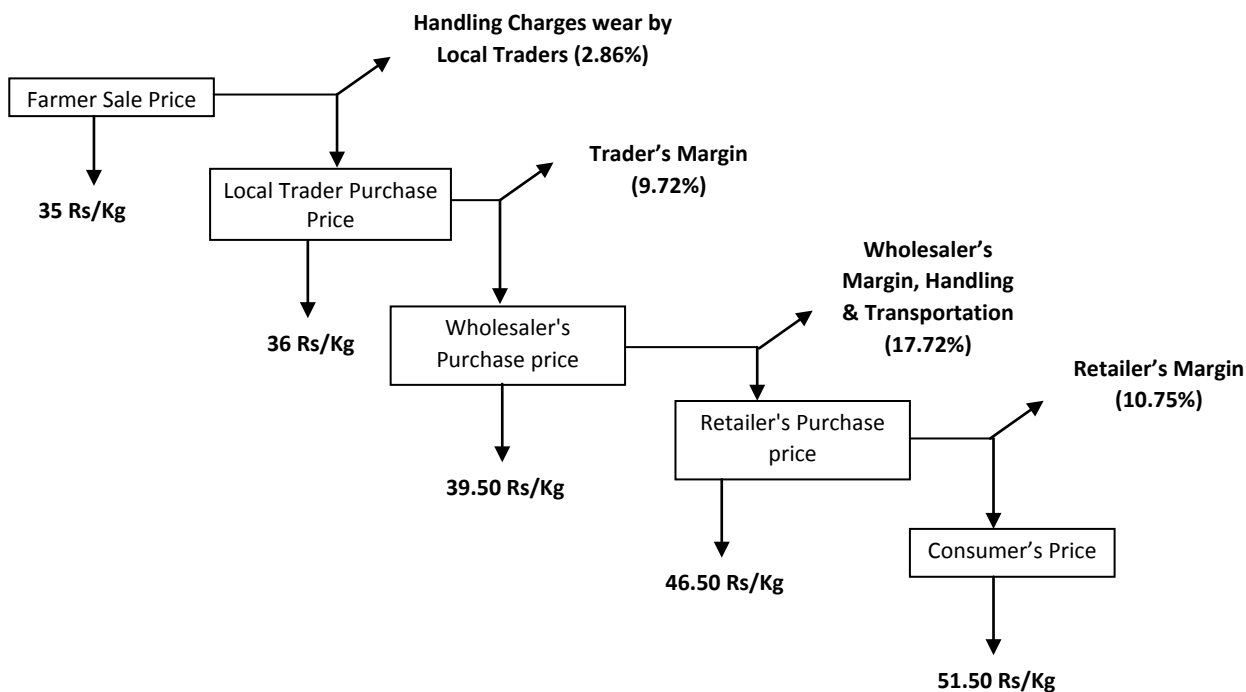 Handling Charges wear by
Local Traders (2.86%)
Farmer Sale Price
35 Rs/Kg
Trader’s Margin
(9.72%)
Local Trader Purchase
Price
36 Rs/Kg
Wholesaler’s
Margin, Handling
& Transportation
(17.72%)
Wholesaler's
Purchase price
39.50 Rs/Kg
Retailer’s Margin
(10.75%)
Retailer's Purchase
price
46.50 Rs/Kg
Consumer’s Price
51.50 Rs/Kg